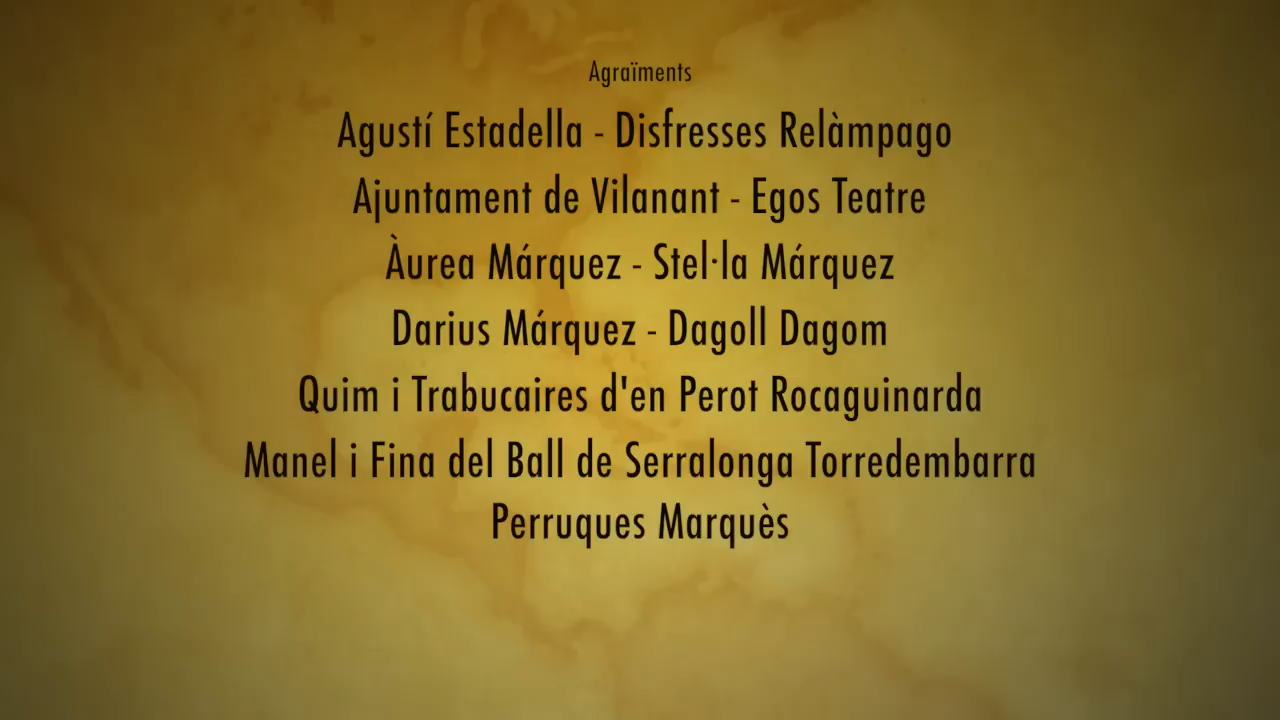 Agraïments
Agustí Estadella - Disfresses Relàmpago
Ajuntament de Vilanant - Egos Teatre
Àurea Márquez - Stel·la Márquez
Darius Márquez - Dagoll Dagom
Quim i Trabucaires d'en Perot Rocaguinarda
Manel i Fina del Ball de Serralonga Torredembarra
Perruques Marquès